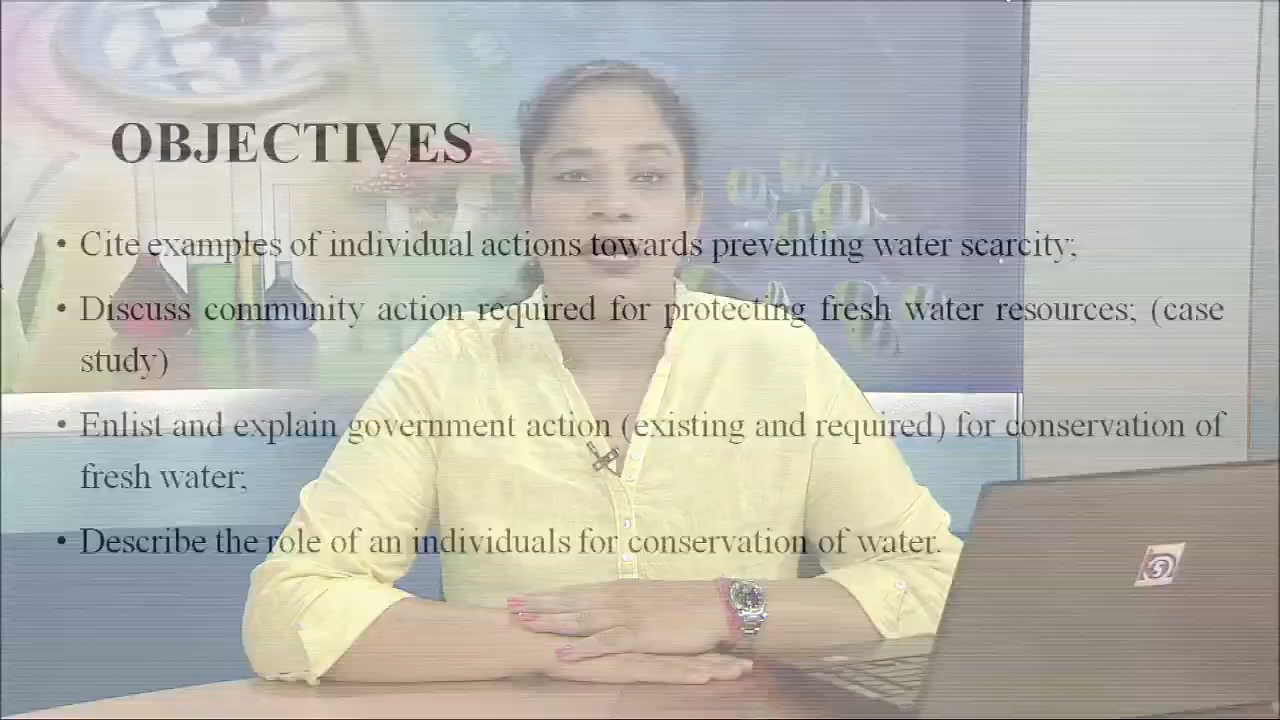 OBJECTIVES
• Cite examples of individual actions towards preventing water scarcity;
• Discuss community action required for protecting fresh water resources; (case
study)
• Enlist and explain government action (existing and required) for conservation of
fresh water;
• Describe the role of an individuals for conservation of water.